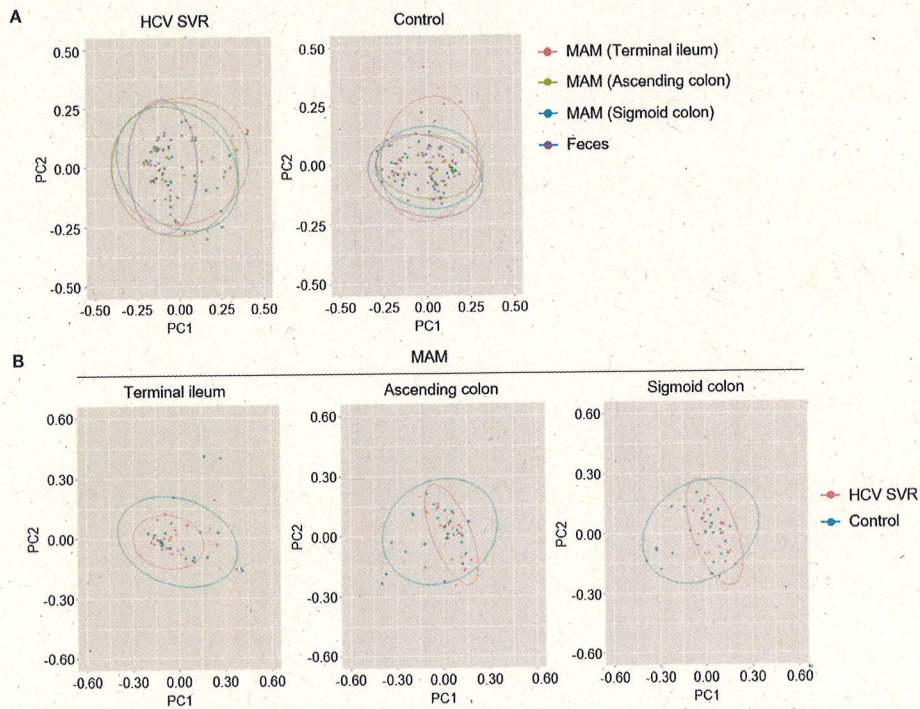 A
HCV SVR
Control
0.50
0.25
0.00
-0.25
-0.50
PC2
-0.50 -0.25 0.00 0.25 0.50
PC1
0.50
0.25
0.00
-0.25
-0.50
PC2
-0.50 -0.25 0.00 0.25 0.50
PC1
MAM (Terminal ileum)
MAM (Ascending colon)
MAM (Sigmoid colon)
Feces
B
MAM
Terminal ileum
Ascending colon
Sigmoid colon
0.60
0.30
0.00
-0.30
-0.60
PC2
-0.60 -0.30 0.00 0.30 0.60
PC1
0.60
0.30
0.00
-0.30
-0.60
PC2
-0.60 -0.30 0.00 0.30 0.60
PC1
0.60
0.30
0.00
-0.30
-0.60
PC2
-0.60 -0.30 0.00 0.30 0.60
PC1
HCV SVR
Control